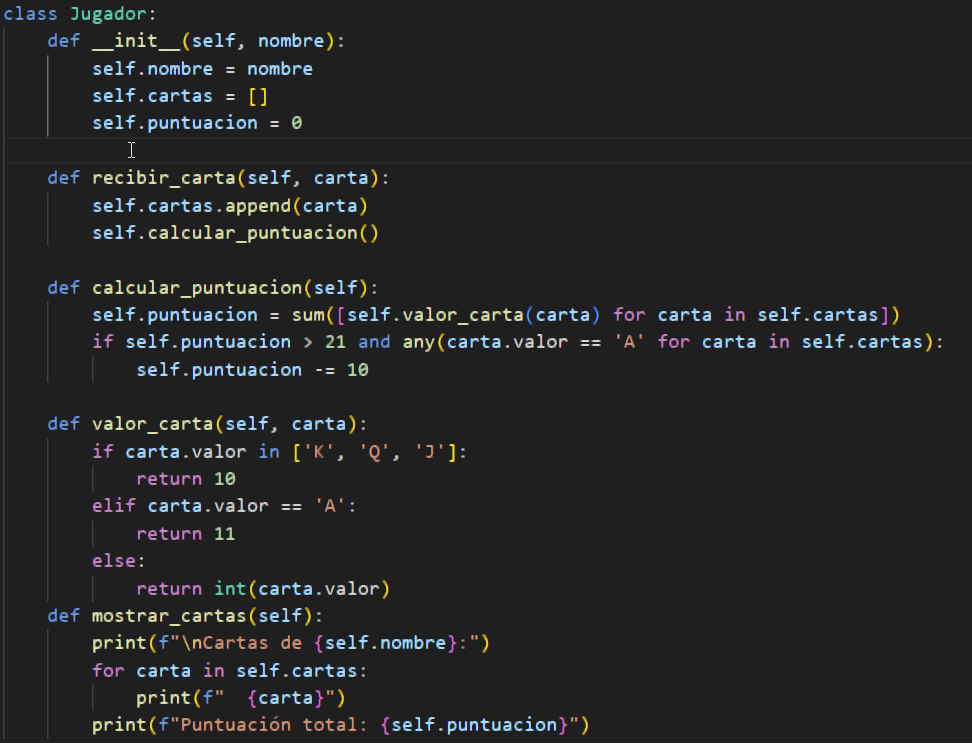 class Jugador:
    def __init__(self, nombre):
        self.nombre = nombre
        self.cartas = []
        self.puntuacion = 0

    def recibir_carta(self, carta):
        self.cartas.append(carta)
        self.calcular_puntuacion()

    def calcular_puntuacion(self):
        self.puntuacion = sum([self.valor_carta(carta) for carta in self.cartas])
        if self.puntuacion > 21 and any(carta.valor == 'A' for carta in self.cartas):
            self.puntuacion -= 10

    def valor_carta(self, carta):
        if carta.valor in ['K', 'Q', 'J']:
            return 10
        elif carta.valor == 'A':
            return 11
        else:
            return int(carta.valor)
    def mostrar_cartas(self):
        print(f"\nCartas de {self.nombre}:")
        for carta in self.cartas:
            print(f"  {carta}")
        print(f"Puntuación total: {self.puntuacion}")